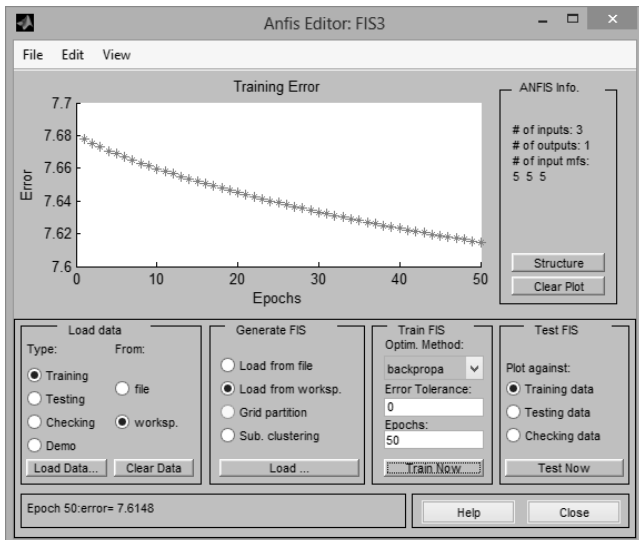 Anfis Editor: FIS3
File Edit View
Training Error
7.7
7.68
7.66
7.64
7.62
7.6
Error
0 10 20 30 40 50
Epochs
ANFIS Info.
# of inputs: 3
# of outputs: 1
# of input mfs:
5 5 5
Structure
Clear Plot
Load data
Type: From:
Training
Testing
Checking
Demo
file
worksp.
Load Data... Clear Data
Generate FIS
Load from file
Load from worksp.
Grid partition
Sub. clustering
Load ...
Train FIS
Optim. Method:
backpropa
Error Tolerance:
0
Epochs:
50
Train Now
Test FIS
Plot against:
Training data
Testing data
Checking data
Test Now
Epoch 50:error= 7.6148
Help Close